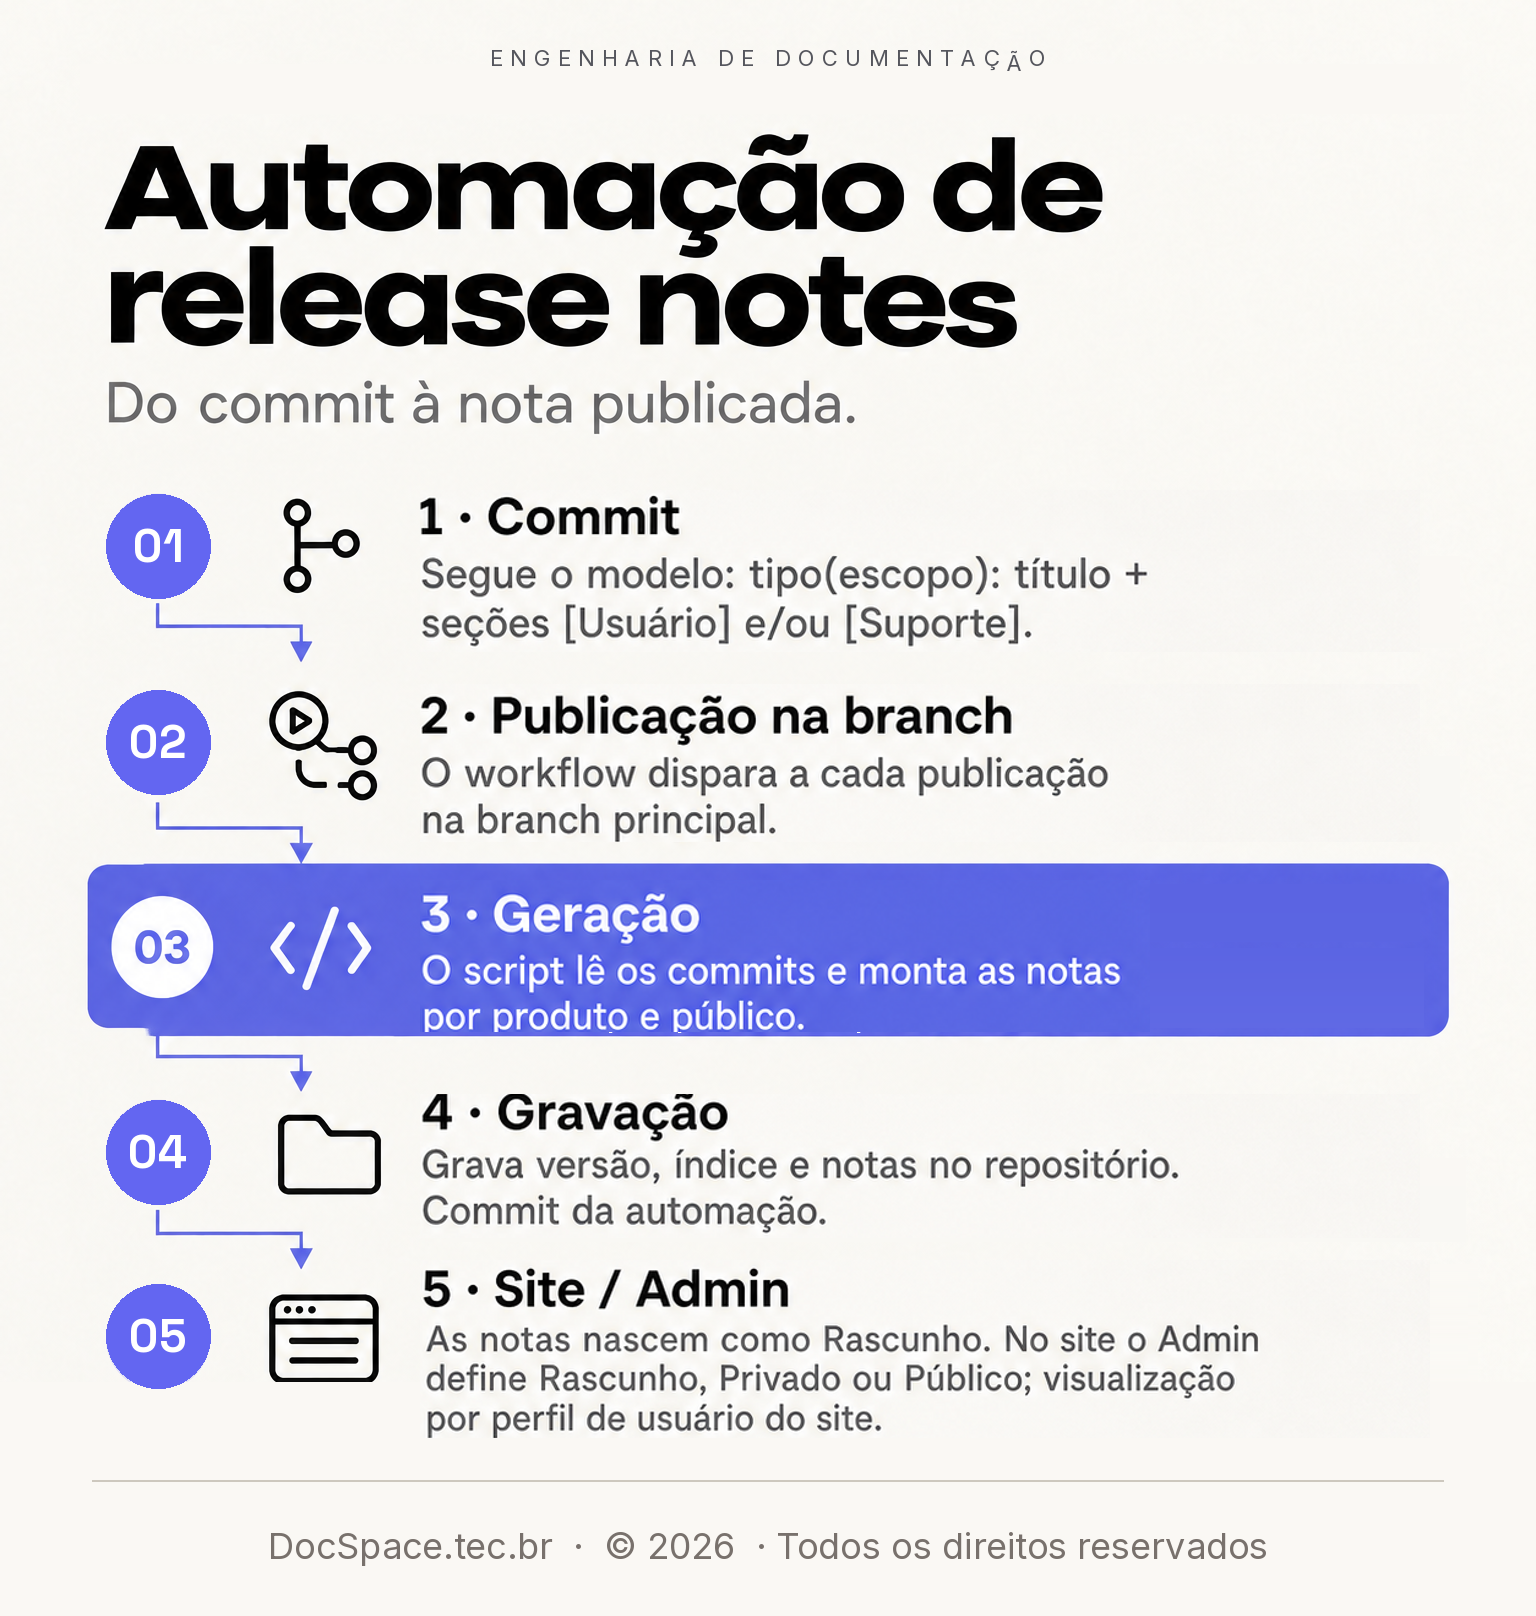 ENGENHARIA DE DOCUMENTAÇÃO
Automação de
release notes
Do commit à nota publicada.
01
1 · Commit
Segue o modelo: tipo(escopo): título +
seções [Usuário] e/ou [Suporte].
02
2 · Publicação na branch
O workflow dispara a cada publicação
na branch principal.
03
3 · Geração
O script lê os commits e monta as notas
por produto e público.
04
4 · Gravação
Grava versão, índice e notas no repositório.
Commit da automação.
05
5 · Site / Admin
As notas nascem como Rascunho. No site o Admin
define Rascunho, Privado ou Público; visualização
por perfil de usuário do site.
DocSpace.tec.br · © 2026 · Todos os direitos reservados